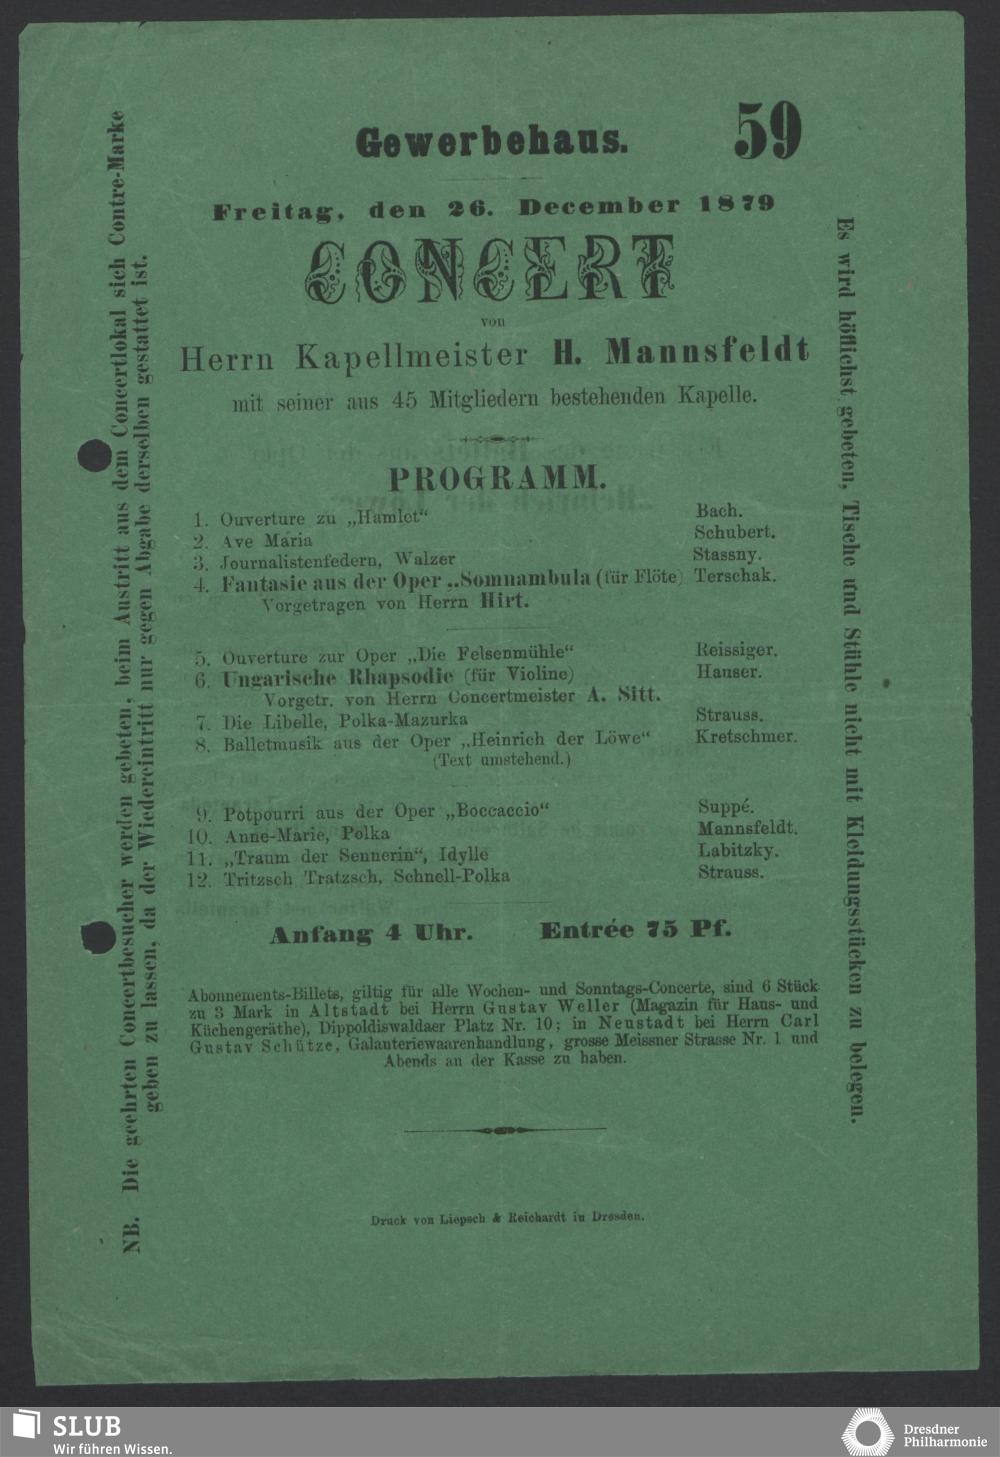 59
Gewerbehaus.
Freitag, den 26. December 1879
CONCERT
von
Herrn Kapellmeister H. Mannsfeldt
mit seiner aus 45 Mitgliedern bestehenden Kapelle.
PROGRAMM.
1. Ouverture zu „Hamlet“ Bach.
2. Ave Maria Schubert.
3. Journalistenfedern, Walzer Stassny.
4. Fantasie aus der Oper „Somnambula (für Flöte) Terschak.
Vorgetragen von Herrn Hirt.
5. Ouverture zur Oper „Die Felsenmühle“ Reissiger.
6. Ungarische Rhapsodie (für Violine) Hauser.
Vorgetr. von Herrn Concertmeister A. Sitt.
7. Die Libelle, Polka-Mazurka Strauss.
8. Balletmusik aus der Oper „Heinrich der Löwe“ Kretschmer.
(Text umstehend.)
9. Potpourri aus der Oper „Boccaccio“ Suppé.
10. Anne-Marie, Polka Mannsfeldt.
11. „Traum der Sennerin“, Idylle Labitzky.
12. Tritzsch Tratzsch, Schnell-Polka Strauss.
Anfang 4 Uhr. Entrée 75 Pf.
Abonnements-Billets, giltig für alle Wochen- und Sonntags-Concerte, sind 6 Stück
zu 3 Mark in Altstadt bei Herrn Gustav Weller (Magazin für Haus- und
Küchengeräthe), Dippoldiswaldaer Platz Nr. 10; in Neustadt bei Herrn Carl
Gustav Schütze, Galanteriewaarenhandlung, grosse Meissner Strasse Nr. 1 und
Abends an der Kasse zu haben.
Druck von Liepsch & Reichardt in Dresden.
NB. Die geehrten Concertbesucher werden gebeten, beim Austritt aus dem Concertlokal sich Contre-Marke
geben zu lassen, da der Wiedereintritt nur gegen Abgabe derselben gestattet ist.
Es wird höflichst gebeten, Tische und Stühle nicht mit Kleidungsstücken zu belegen.
SLUB
Wir führen Wissen.
Dresdner
Philharmonie